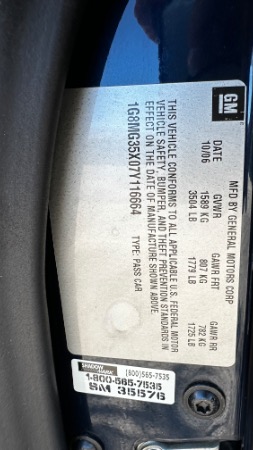 GM
MFD BY GENERAL MOTORS CORP
DATE GVWR GAWR FRT GAWR RR
10/06 1589 KG 807 KG 782 KG
3504 LB 1779 LB 1725 LB
THIS VEHICLE CONFORMS TO ALL APPLICABLE U.S. FEDERAL MOTOR
VEHICLE SAFETY, BUMPER, AND THEFT PREVENTION STANDARDS IN
EFFECT ON THE DATE OF MANUFACTURE SHOWN ABOVE.
1G8MG35X07Y116664 TYPE: PASS CAR
(800)565-7535
1-800-565-7535
SM 35576